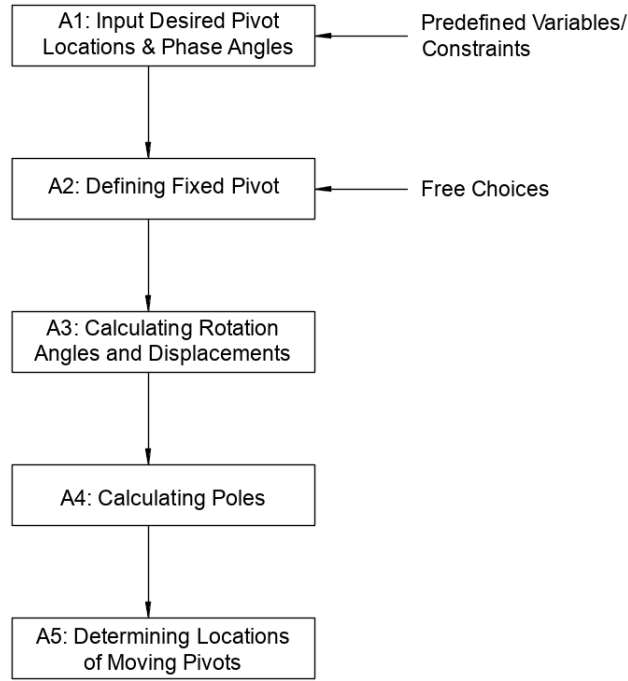 A1: Input Desired Pivot
Locations & Phase Angles
Predefined Variables/
Constraints
A2: Defining Fixed Pivot
Free Choices
A3: Calculating Rotation
Angles and Displacements
A4: Calculating Poles
A5: Determining Locations
of Moving Pivots